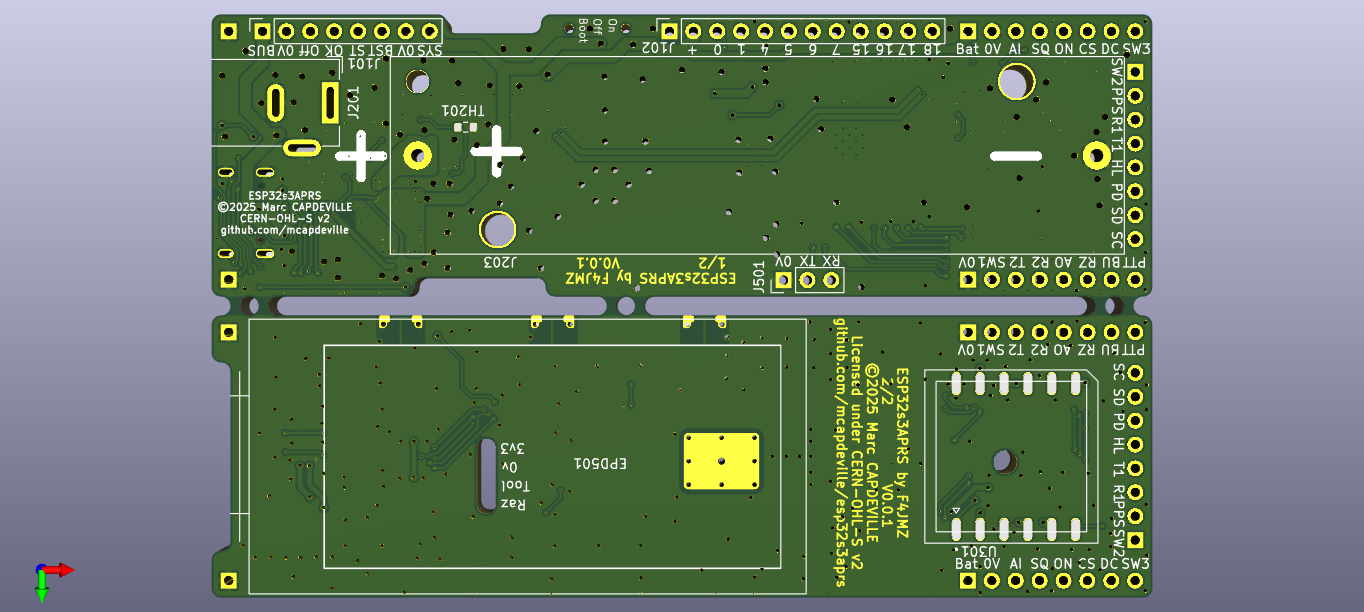 On
Off
Boot
BUS 0V 0V Off OK ST BST 0V SYS
J101
J102 + 0 1 4 5 6 7 15 16 17 18
Bat 0V AI SQ ON CS DC SW3
SW2 PPS R1 T1 HL PD SD SC
J201
TH201
ESP32s3APRS
©2025 Marc CAPDEVILLE
CERN-OHL-S v2
github.com/mcapdeville
J203
ESP32s3APRS by F4JMZ
1/2 V0.0.1
J501
0V TX RX
0V SW1 T2 R2 AO RZ BU PTT
0V SW1 T2 R2 AO RZ BU PTT
SC SD PD HL T1 R1 PPS SW2
ESP32s3APRS by F4JMZ
2/2 V0.0.1
©2025 Marc CAPDEVILLE
Licensed under CERN-OHL-S v2
github.com/mcapdeville/esp32s3aprs
3v3
0v
Tool
Raz
EPD501
U301
Bat 0V AI SQ ON CS DC SW3